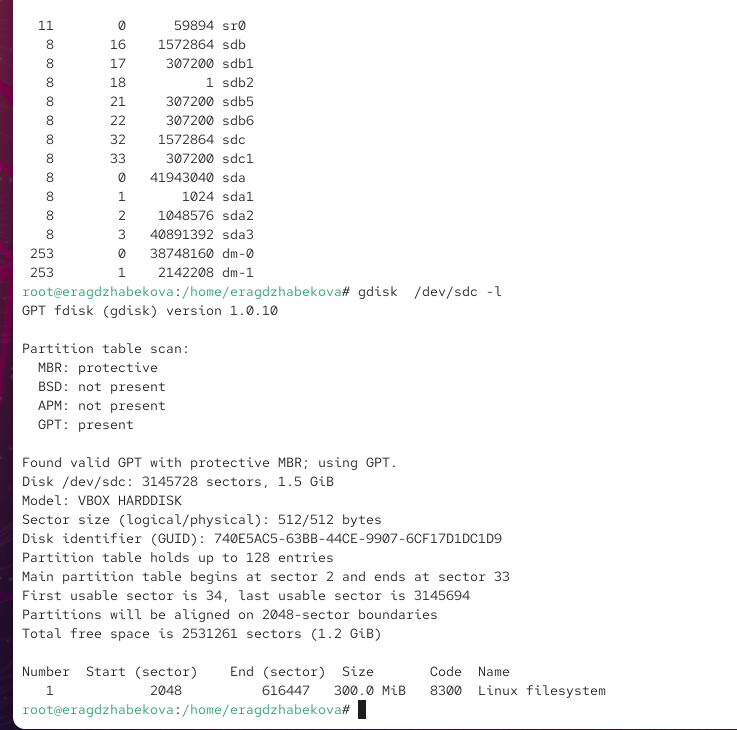 11        0      59894 sr0
8       16    1572864 sdb
8       17     307200 sdb1
8       18          1 sdb2
8       21     307200 sdb5
8       22     307200 sdb6
8       32    1572864 sdc
8       33     307200 sdc1
8        0   41943040 sda
8        1       1024 sda1
8        2    1048576 sda2
8        3   40891392 sda3
253        0   38748160 dm-0
253        1    2142208 dm-1
root@eragdzhabekova:/home/eragdzhabekova# gdisk  /dev/sdc -l
GPT fdisk (gdisk) version 1.0.10
Partition table scan:
MBR: protective
BSD: not present
APM: not present
GPT: present
Found valid GPT with protective MBR; using GPT.
Disk /dev/sdc: 3145728 sectors, 1.5 GiB
Model: VBOX HARDDISK
Sector size (logical/physical): 512/512 bytes
Disk identifier (GUID): 740E5AC5-63BB-44CE-9907-6CF17D1DC1D9
Partition table holds up to 128 entries
Main partition table begins at sector 2 and ends at sector 33
First usable sector is 34, last usable sector is 3145694
Partitions will be aligned on 2048-sector boundaries
Total free space is 2531261 sectors (1.2 GiB)
Number  Start (sector)    End (sector)  Size       Code  Name
1            2048          616447   300.0 MiB   8300  Linux filesystem
root@eragdzhabekova:/home/eragdzhabekova#